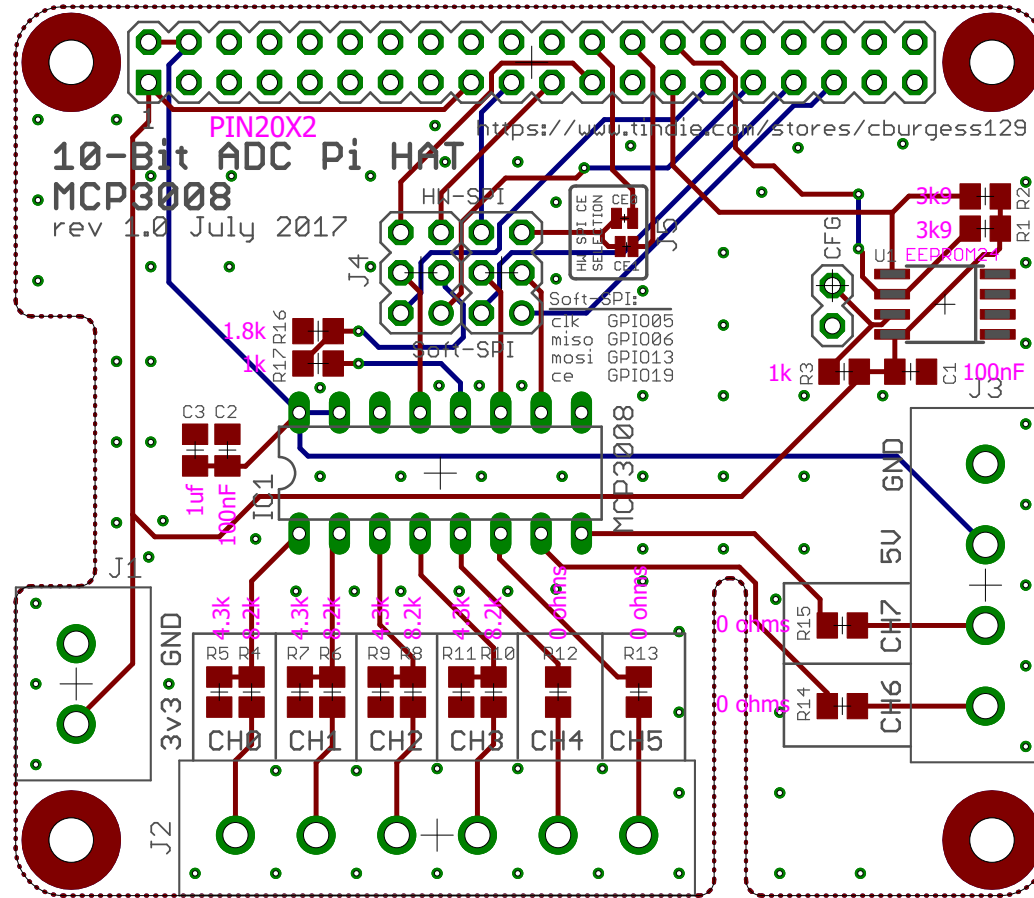 1
PIN20X2
https://www.tindie.com/stores/cburgess129
10-Bit ADC Pi HAT
MCP3008
rev 1.0 July 2017
HW-SPI
J4
Soft-SPI
HW SPI CE
SELECTION
CE0
CE1
J5
Soft-SPI:
clk GPIO05
miso GPIO06
mosi GPIO13
ce GPIO19
3k9
R2
3k9
R1
CFG
U1
EEPROM24
1k
R3
C1
100nF
1.8k
R16
1k
R17
C3
C2
1uf
100nF
IC1
MCP3008
J3
GND
5V
CH7
CH6
0 ohms
R15
0 ohms
R14
J1
GND
3v3
4.3k
8.2k
4.3k
8.2k
4.3k
8.2k
4.3k
8.2k
0 ohms
0 ohms
R5
R4
R7
R6
R9
R8
R11
R10
R12
R13
CH0
CH1
CH2
CH3
CH4
CH5
J2